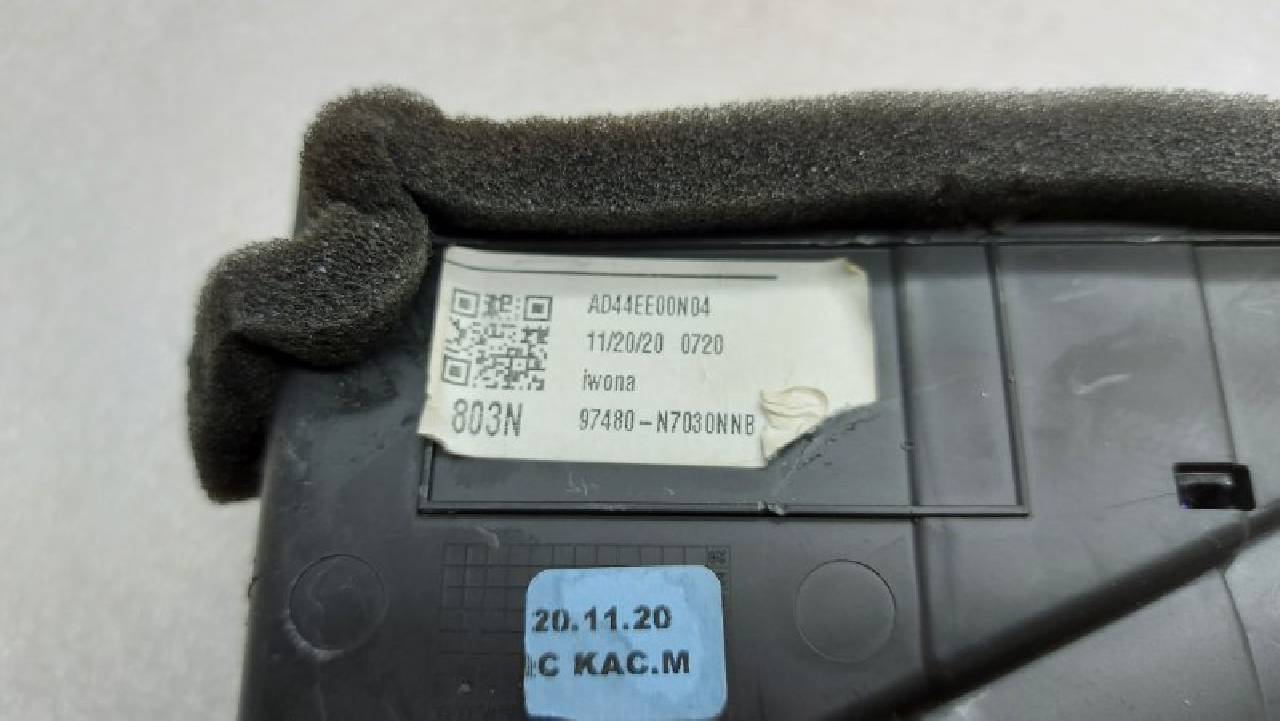 AD44EE00N04
11/20/20 0720
iwona
803N
97480-N7030NNB
20.11.20
C KAC.M